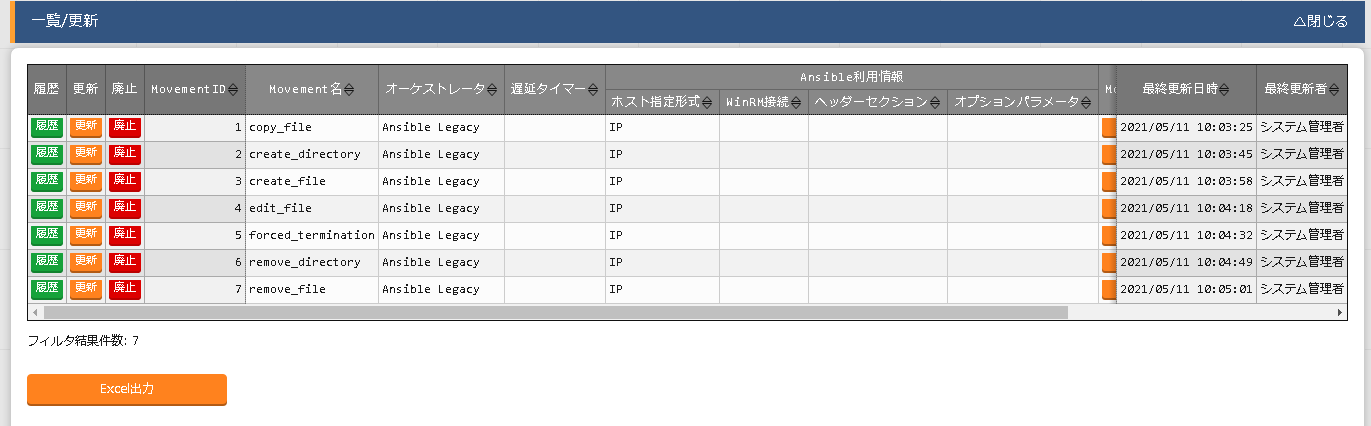 一覧/更新 △閉じる
Ansible利用情報
履歴 更新 廃止 MovementID Movement名 オーケストレータ 遅延タイマー ホスト指定形式 WinRM接続 ヘッダーセクション オプションパラメータ 最終更新日時 最終更新者
履歴 更新 廃止 1 copy_file Ansible Legacy IP 2021/05/11 10:03:25 システム管理者
履歴 更新 廃止 2 create_directory Ansible Legacy IP 2021/05/11 10:03:45 システム管理者
履歴 更新 廃止 3 create_file Ansible Legacy IP 2021/05/11 10:03:58 システム管理者
履歴 更新 廃止 4 edit_file Ansible Legacy IP 2021/05/11 10:04:18 システム管理者
履歴 更新 廃止 5 forced_termination Ansible Legacy IP 2021/05/11 10:04:32 システム管理者
履歴 更新 廃止 6 remove_directory Ansible Legacy IP 2021/05/11 10:04:49 システム管理者
履歴 更新 廃止 7 remove_file Ansible Legacy IP 2021/05/11 10:05:01 システム管理者
フィルタ結果件数: 7
Excel出力